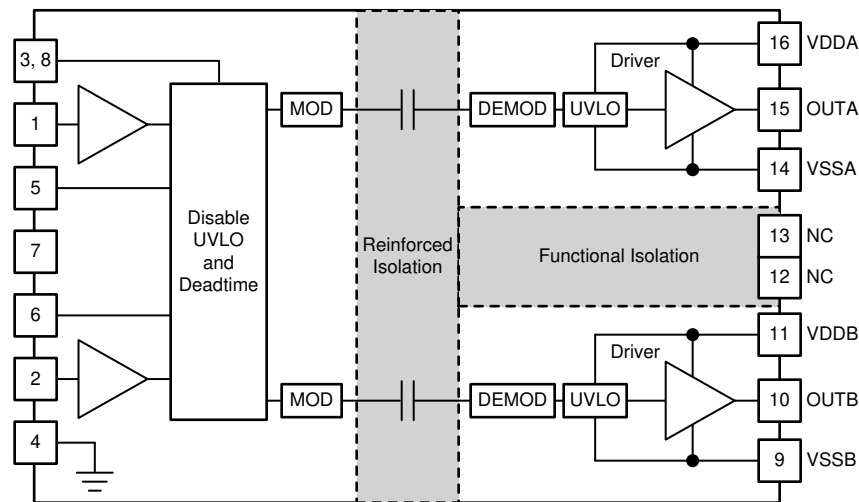 3, 8
1
5
7
6
2
4
Disable
UVLO
and
Deadtime
MOD
MOD
Reinforced
Isolation
Functional Isolation
DEMOD
UVLO
Driver
16 VDDA
15 OUTA
14 VSSA
13 NC
12 NC
11 VDDB
Driver
DEMOD
UVLO
10 OUTB
9 VSSB